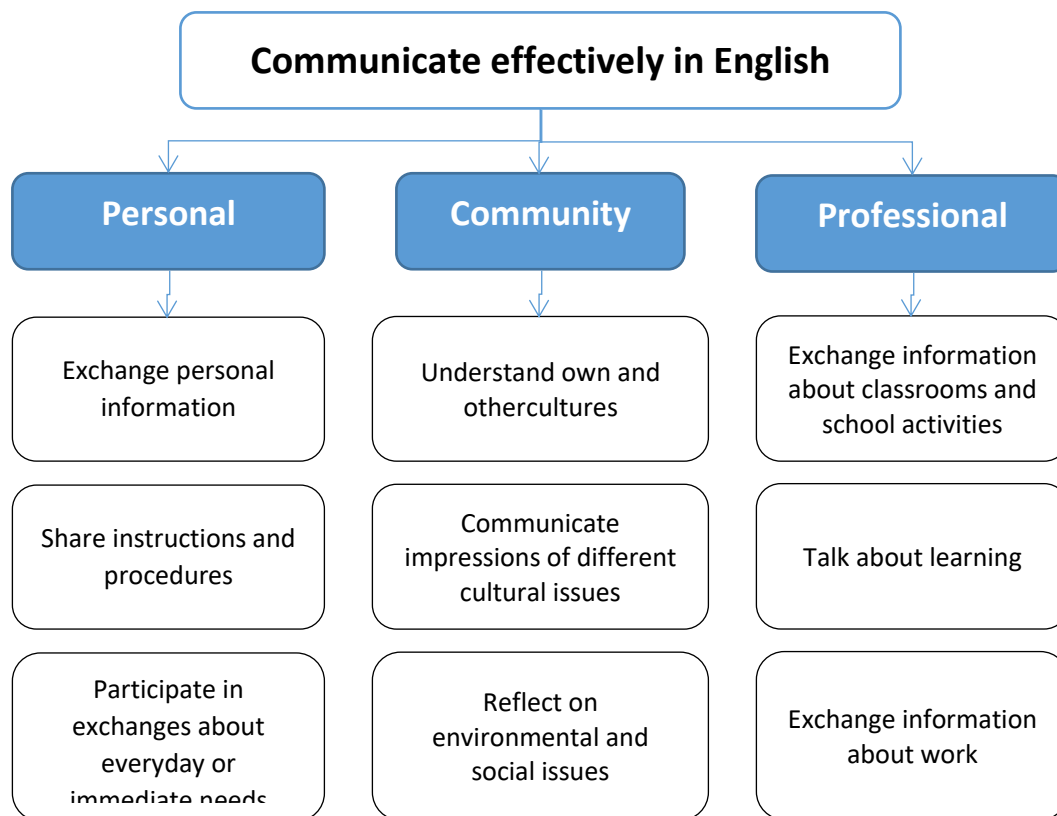 Communicate effectively in English
Personal
Community
Professional
Exchange personal
information
Understand own and
othercultures
Exchange information
about classrooms and
school activities
Share instructions and
procedures
Communicate
impressions of different
cultural issues
Talk about learning
Participate in
exchanges about
everyday or
immediate needs
Reflect on
environmental and
social issues
Exchange information
about work